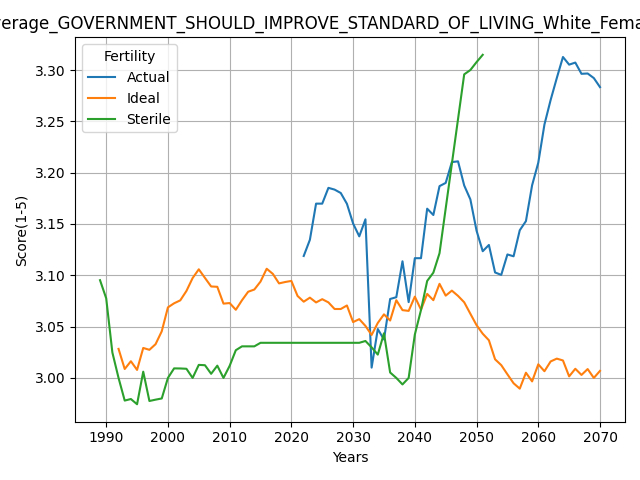 verage_GOVERNMENT_SHOULD_IMPROVE_STANDARD_OF_LIVING_White_Fema
Fertility
Actual
Ideal
Sterile
Score(1-5)
3.30
3.25
3.20
3.15
3.10
3.05
3.00
1990 2000 2010 2020 2030 2040 2050 2060 2070
Years